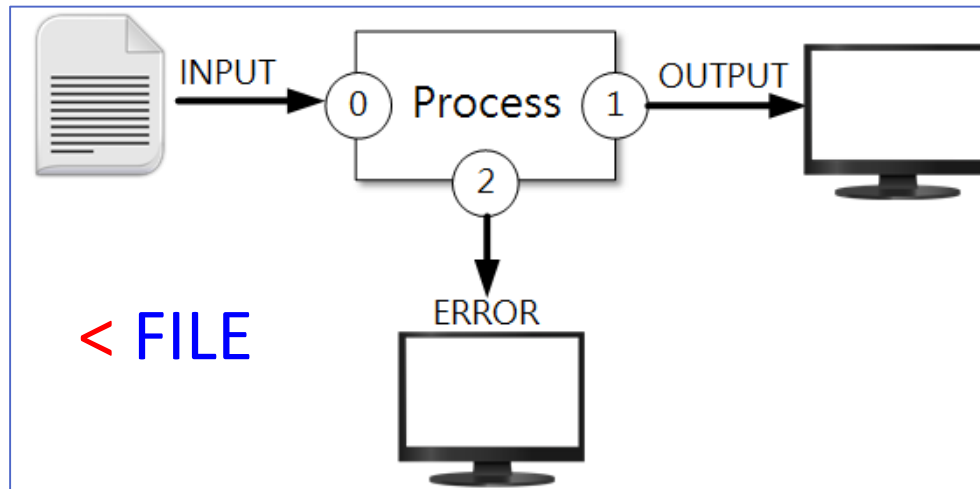 INPUT
0
Process
1
OUTPUT
2
ERROR
< FILE